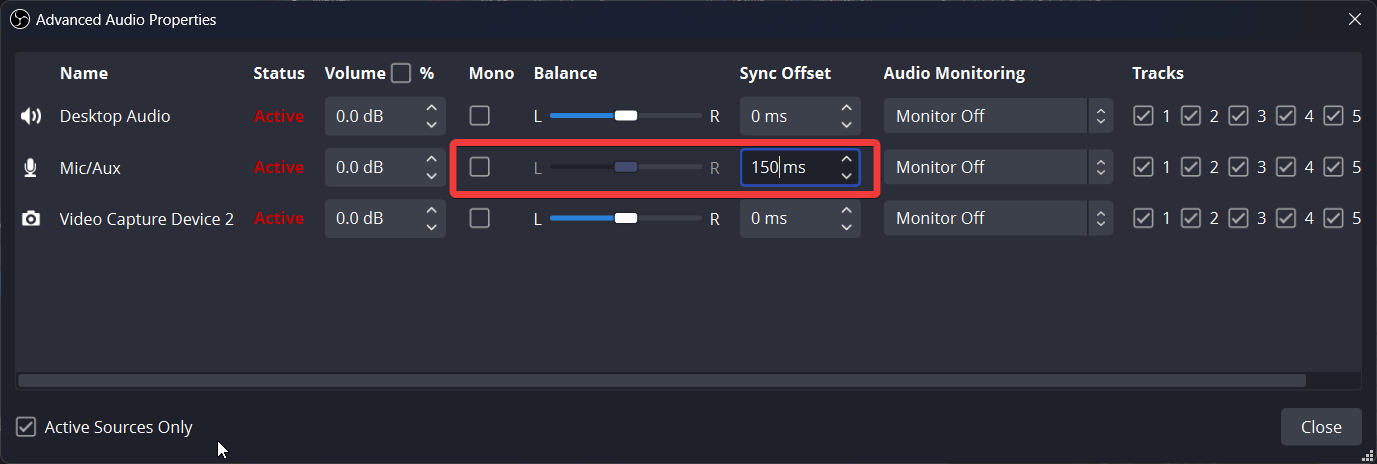 Advanced Audio Properties
Name Status Volume % Mono Balance Sync Offset Audio Monitoring Tracks
Desktop Audio Active 0.0 dB L R 0 ms Monitor Off 1 2 3 4 5
Mic/Aux Active 0.0 dB L R 150 ms Monitor Off 1 2 3 4 5
Video Capture Device 2 Active 0.0 dB L R 0 ms Monitor Off 1 2 3 4 5
Active Sources Only Close